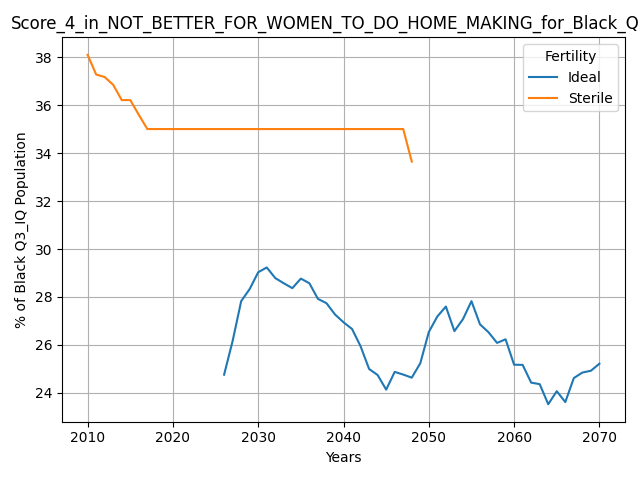 Score_4_in_NOT_BETTER_FOR_WOMEN_TO_DO_HOME_MAKING_for_Black_Q
Fertility
Ideal
Sterile
% of Black Q3_IQ Population
38
36
34
32
30
28
26
24
2010 2020 2030 2040 2050 2060 2070
Years